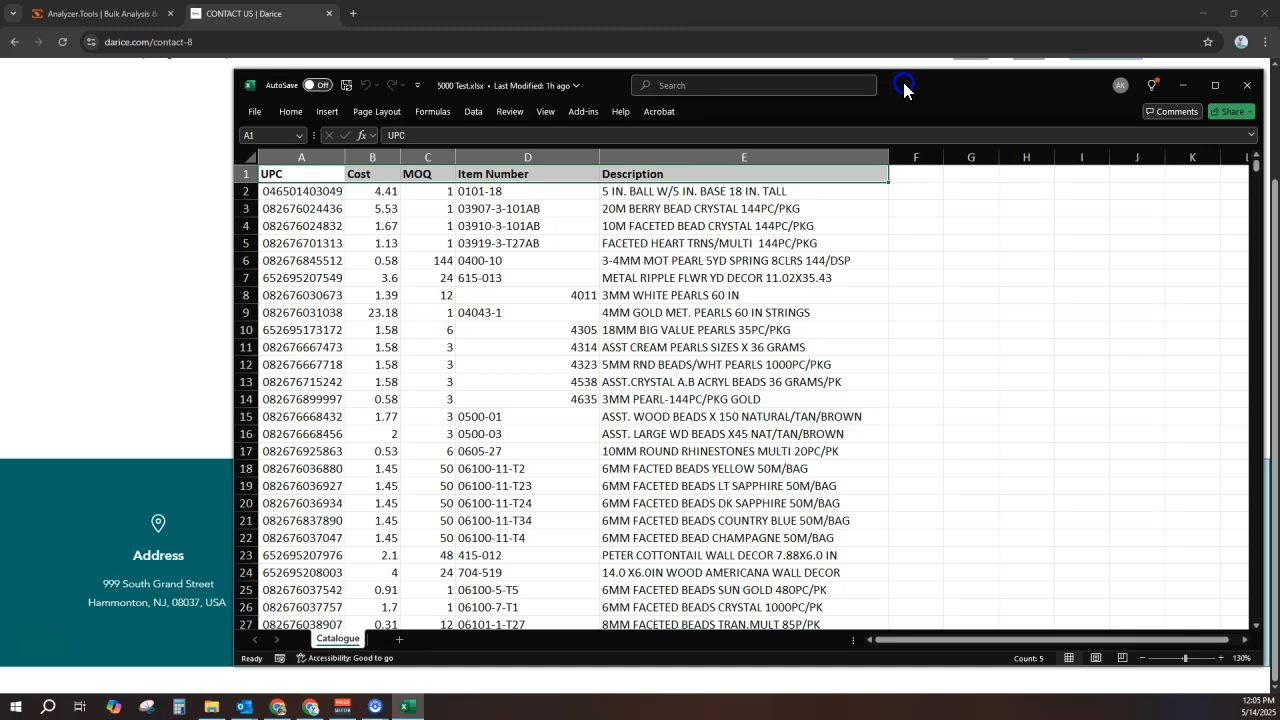 Analyzer.Tools | Bulk Analysis &
CONTACT US | Darice
darice.com/contact-8
AutoSave Off 5000 Test.xlsx • Last Modified: 1h ago Search AK
File Home Insert Page Layout Formulas Data Review View Add-ins Help Acrobat Comments Share
A1 fx UPC
A B C D E F G H I J K L
1 UPC Cost MOQ Item Number Description
2 046501403049 4.41 1 0101-18 5 IN. BALL W/5 IN. BASE 18 IN. TALL
3 082676024436 5.53 1 03907-3-101AB 20M BERRY BEAD CRYSTAL 144PC/PKG
4 082676024832 1.67 1 03910-3-101AB 10M FACETED BEAD CRYSTAL 144PC/PKG
5 082676701313 1.13 1 03919-3-T27AB FACETED HEART TRNS/MULTI 144PC/PKG
6 082676845512 0.58 144 0400-10 3-4MM MOT PEARL 5YD SPRING 8CLRS 144/DSP
7 652695207549 3.6 24 615-013 METAL RIPPLE FLWR YD DECOR 11.02X35.43
8 082676030673 1.39 12 4011 3MM WHITE PEARLS 60 IN
9 082676031038 23.18 1 04043-1 4MM GOLD MET. PEARLS 60 IN STRINGS
10 652695173172 1.58 6 4305 18MM BIG VALUE PEARLS 35PC/PKG
11 082676667473 1.58 3 4314 ASST CREAM PEARLS SIZES X 36 GRAMS
12 082676667718 1.58 3 4323 5MM RND BEADS/WHT PEARLS 1000PC/PKG
13 082676715242 1.58 3 4538 ASST.CRYSTAL A.B ACRYL BEADS 36 GRAMS/PK
14 082676899997 0.58 3 4635 3MM PEARL-144PC/PKG GOLD
15 082676668432 1.77 3 0500-01 ASST. WOOD BEADS X 150 NATURAL/TAN/BROWN
16 082676668456 2 3 0500-03 ASST. LARGE WD BEADS X45 NAT/TAN/BROWN
17 082676925863 0.53 6 0605-27 10MM ROUND RHINESTONES MULTI 20PC/PK
18 082676036880 1.45 50 06100-11-T2 6MM FACTED BEADS YELLOW 50M/BAG
19 082676036927 1.45 50 06100-11-T23 6MM FACETED BEADS LT SAPPHIRE 50M/BAG
20 082676036934 1.45 50 06100-11-T24 6MM FACETED BEADS DK SAPPHIRE 50M/BAG
21 082676837890 1.45 50 06100-11-T34 6MM FACETED BEADS COUNTRY BLUE 50M/BAG
22 082676037047 1.45 50 06100-11-T4 6MM FACETED BEAD CHAMPAGNE 50M/BAG
23 652695207976 2.1 48 415-012 PETER COTTONTAIL WALL DECOR 7.88X6.0 IN
24 652695208003 4 24 704-519 14.0 X6.0IN WOOD AMERICANA WALL DECOR
25 082676037542 0.91 1 06100-5-T5 6MM FACETED BEADS SUN GOLD 480PC/PK
26 082676037757 1.7 1 06100-7-T1 6MM FACETED BEADS CRYSTAL 1000PC/PK
27 082676038907 0.31 12 06101-1-T27 8MM FACETED BEADS TRAN.MULT 85P/PK
Address
999 South Grand Street
Hammonton, NJ, 08037, USA
Catalogue
Ready Accessibility: Good to go Count: 5 130%
12:05 PM
5/14/2025